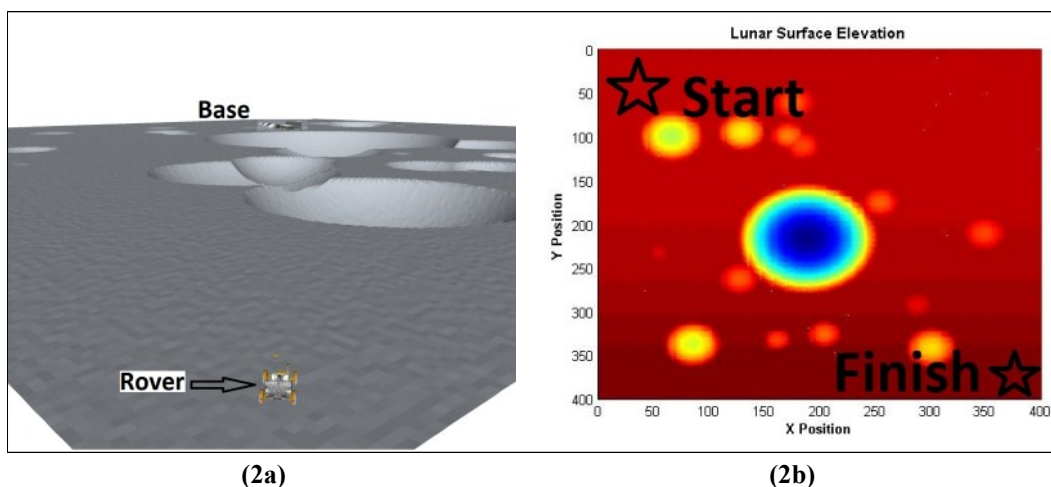 Base
Rover
(2a)
Lunar Surface Elevation
Start
Finish
Y Position
0
50
100
150
200
250
300
350
400
0 50 100 150 200 250 300 350 400
X Position
(2b)